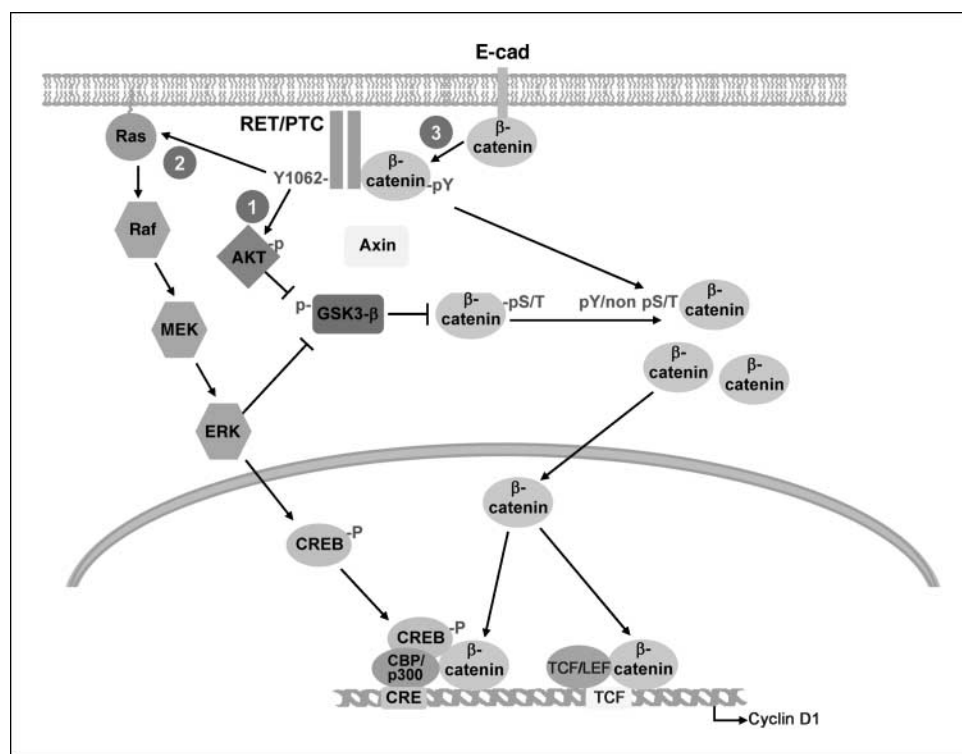 E-cad
RET/PTC
3
β-
catenin
Ras
2
β-
catenin
-pY
Y1062-
1
Raf
-p
AKT
Axin
p-
GSK3-β
β-
catenin
-pS/T
pY/non pS/T
β-
catenin
MEK
β-
catenin
β-
catenin
ERK
β-
catenin
CREB
-P
CREB
-P
CBP/
p300
β-
catenin
TCF/LEF
β-
catenin
CRE
TCF
Cyclin D1